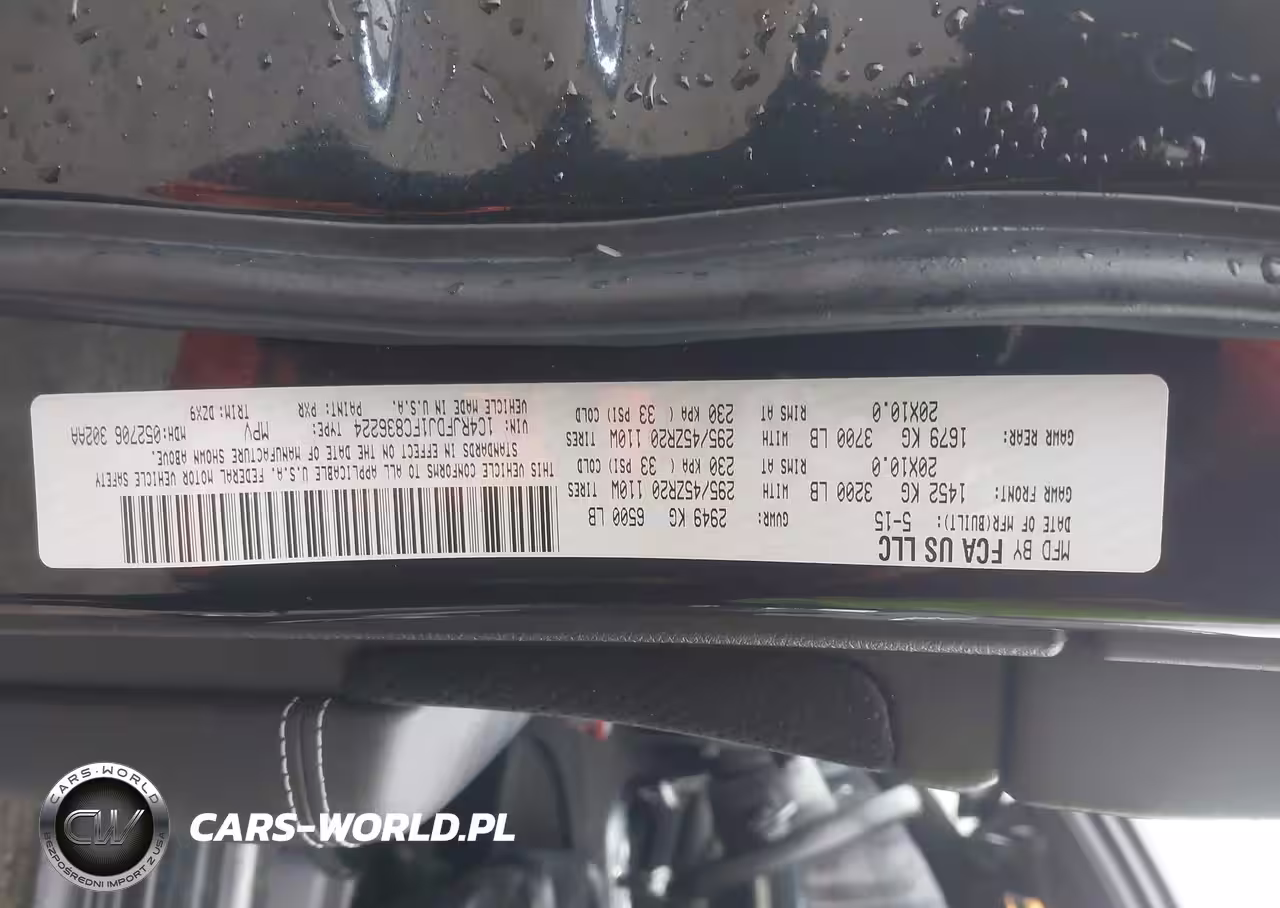 MFD BY FCA US LLC
DATE OF MFR(BUILT): 5-15 GVWR: 2949 KG 6500 LB
GAWR FRONT: 1452 KG 3200 LB WITH 295/45ZR20 110W TIRES
20X10.0 RIMS AT 230 KPA ( 33 PSI) COLD
GAWR REAR: 1679 KG 3700 LB WITH 295/45ZR20 110W TIRES
20X10.0 RIMS AT 230 KPA ( 33 PSI) COLD
THIS VEHICLE CONFORMS TO ALL APPLICABLE U.S.A. FEDERAL MOTOR VEHICLE SAFETY
STANDARDS IN EFFECT ON THE DATE OF MANUFACTURE SHOWN ABOVE.
VIN: 1C4RJFDJ1FC836224 TYPE: MPV MDH:052706 302AA
VEHICLE MADE IN U.S.A. PAINT: PXR TRIM: DZX9
CARS-WORLD
CW
BEZPOŚREDNI IMPORT Z USA
CARS-WORLD.PL